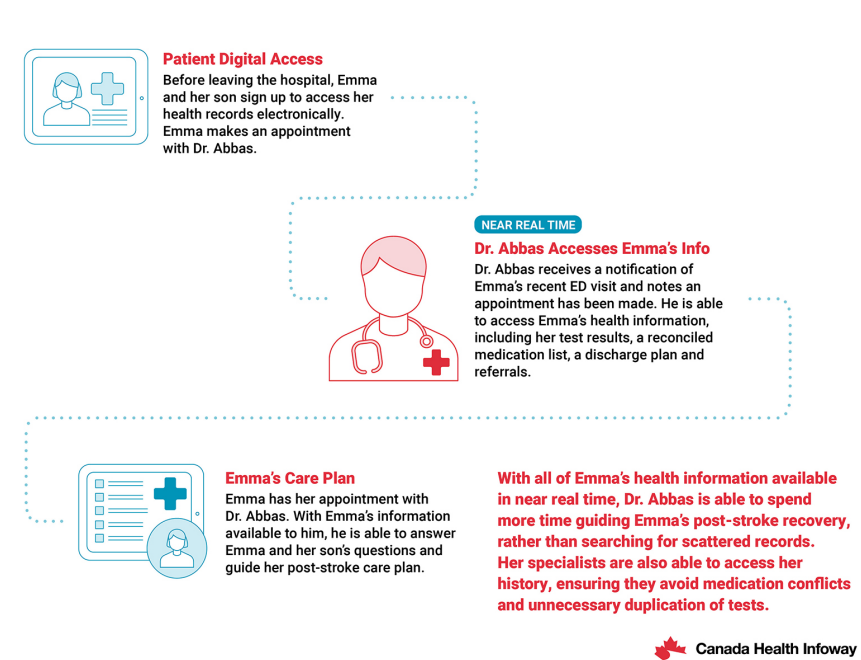 Patient Digital Access
Before leaving the hospital, Emma
and her son sign up to access her
health records electronically.
Emma makes an appointment
with Dr. Abbas.
NEAR REAL TIME
Dr. Abbas Accesses Emma's Info
Dr. Abbas receives a notification of
Emma's recent ED visit and notes an
appointment has been made. He is able
to access Emma's health information,
including her test results, a reconciled
medication list, a discharge plan and
referrals.
Emma's Care Plan
Emma has her appointment with
Dr. Abbas. With Emma's information
available to him, he is able to answer
Emma and her son's questions and
guide her post-stroke care plan.
With all of Emma's health information available
in near real time, Dr. Abbas is able to spend
more time guiding Emma's post-stroke recovery,
rather than searching for scattered records.
Her specialists are also able to access her
history, ensuring they avoid medication conflicts
and unnecessary duplication of tests.
Canada Health Infoway